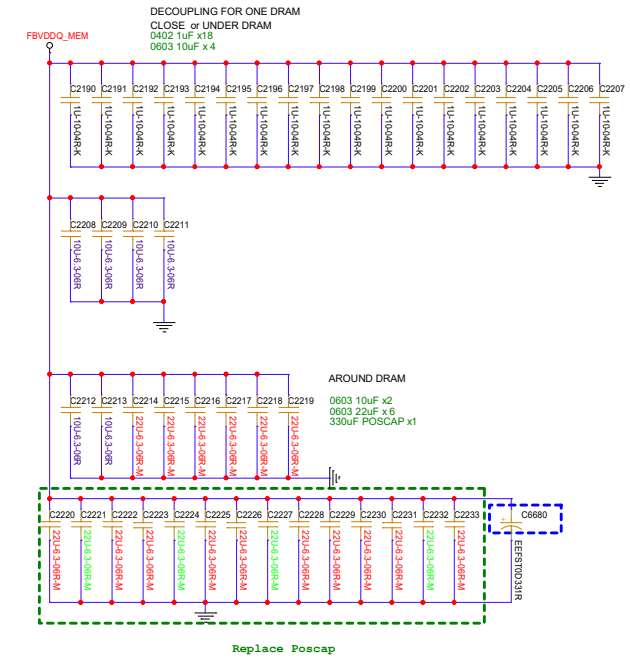 DECOUPLING FOR ONE DRAM
CLOSE or UNDER DRAM
FBVDDQ_MEM
0402 1uF x18
0603 10uF x 4
C2190 C2191 C2192 C2193 C2194 C2195 C2196 C2197 C2198 C2199 C2200 C2201 C2202 C2203 C2204 C2205 C2206 C2207
1U-1004R-K 1U-1004R-K 1U-1004R-K 1U-1004R-K 1U-1004R-K 1U-1004R-K 1U-1004R-K 1U-1004R-K 1U-1004R-K 1U-1004R-K 1U-1004R-K 1U-1004R-K 1U-1004R-K 1U-1004R-K 1U-1004R-K 1U-1004R-K 1U-1004R-K 1U-1004R-K
C2208 C2209 C2210 C2211
10U-6.3-06R 10U-6.3-06R 10U-6.3-06R 10U-6.3-06R
AROUND DRAM
0603 10uF x2
0603 22uF x 6
330uF POSCAP x1
C2212 C2213 C2214 C2215 C2216 C2217 C2218 C2219
10U-6.3-06R 10U-6.3-06R 22U-6.3-06R-M 22U-6.3-06R-M 22U-6.3-06R-M 22U-6.3-06R-M 22U-6.3-06R-M 22U-6.3-06R-M
C2220 C2221 C2222 C2223 C2224 C2225 C2226 C2227 C2228 C2229 C2230 C2231 C2232 C2233 C6680
22U-6.3-06R-M 22U-6.3-06R-M 22U-6.3-06R-M 22U-6.3-06R-M 22U-6.3-06R-M 22U-6.3-06R-M 22U-6.3-06R-M 22U-6.3-06R-M 22U-6.3-06R-M 22U-6.3-06R-M 22U-6.3-06R-M 22U-6.3-06R-M 22U-6.3-06R-M 22U-6.3-06R-M EEFST0D331R
Replace Poscap